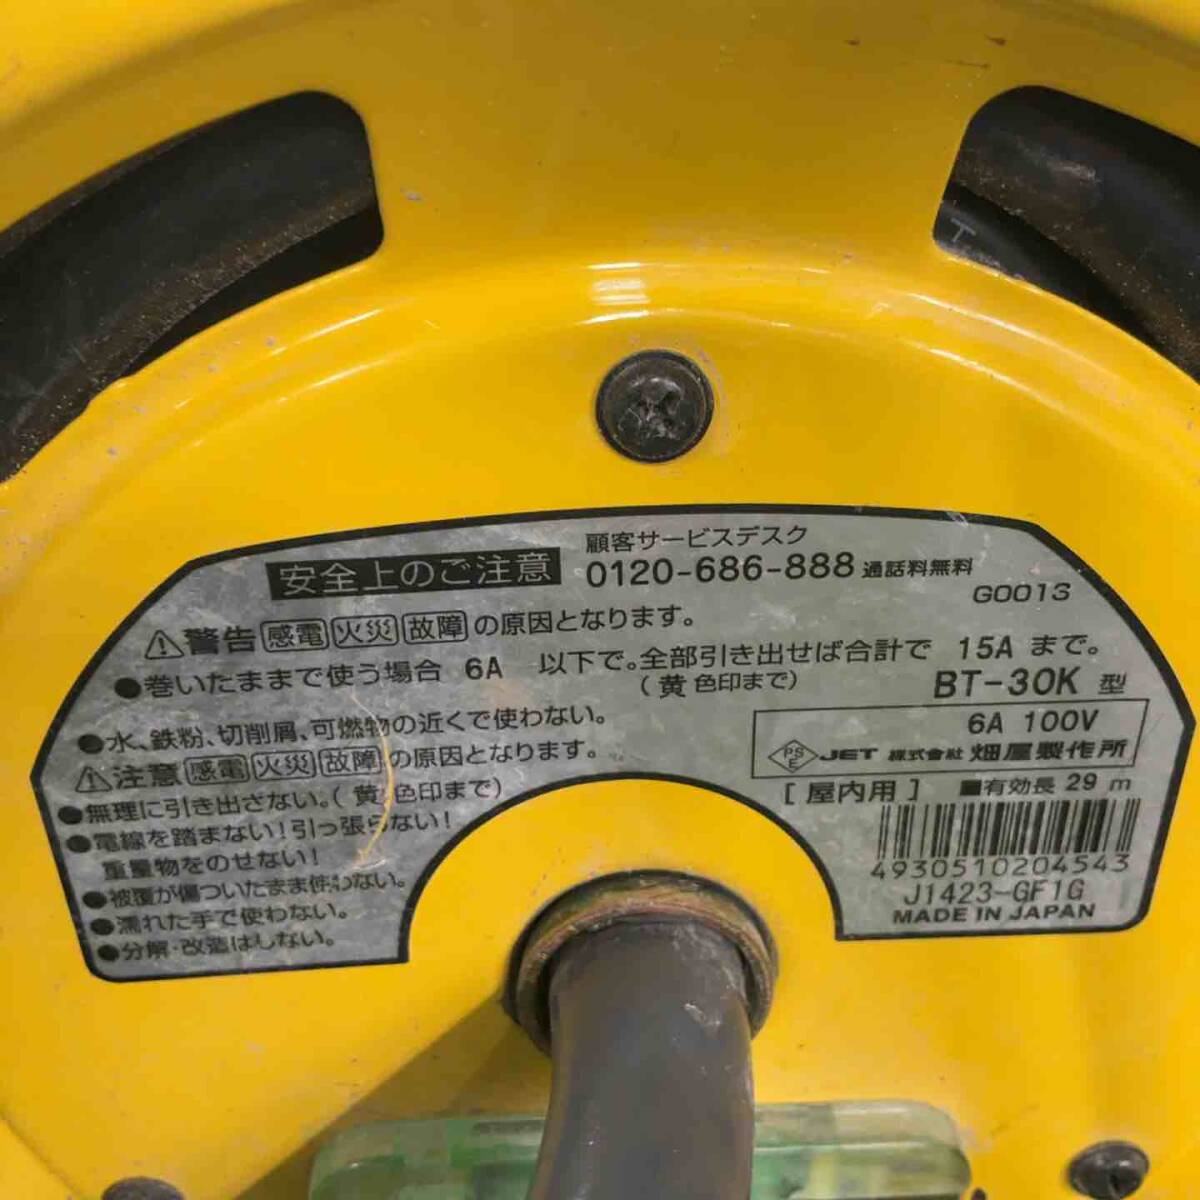 安全上のご注意
顧客サービスデスク
0120-686-888 通話料無料
G0013
⚠警告 感電 火災 故障 の原因となります。
●巻いたままで使う場合 6A 以下で。全部引き出せば合計で 15A まで。
(黄 色印まで)
●水、鉄粉、切削屑、可燃物の近くで使わない。
⚠注意 感電 火災 故障 の原因となります。
●無理に引き出さない。(黄 色印まで)
●電線を踏まない!引っ張らない!
重量物をのせない!
●被覆が傷ついたまま使わない。
●濡れた手で使わない。
●分解・改造はしない。
BT-30K 型
6A 100V
PSE JET 株式会社 畑屋製作所
[屋内用] ■有効長 29 m
4930510204543
J1423-GF1G
MADE IN JAPAN
T